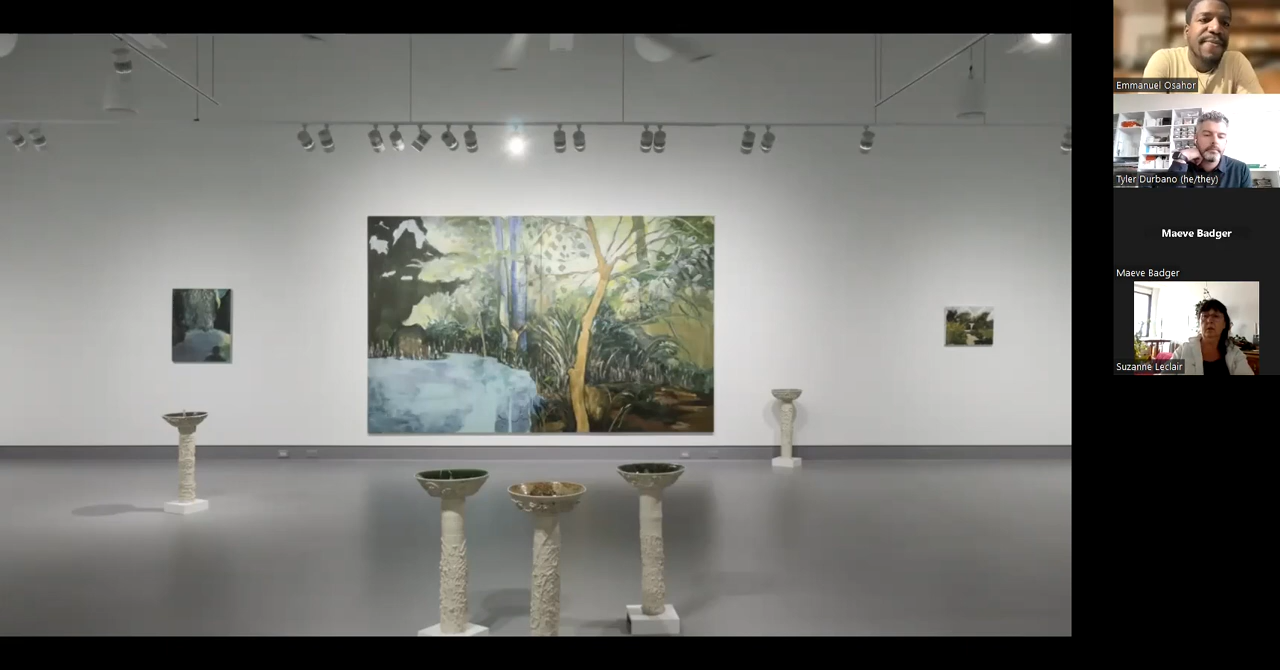 Emmanuel Osahor
Tyler Durbano (he/they)
Maeve Badger
Maeve Badger
Suzanne Leclair